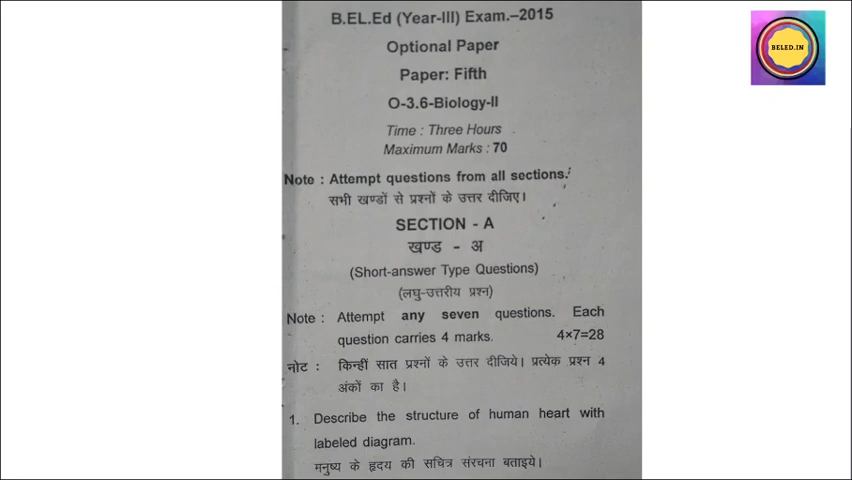 B.EL.Ed (Year-III) Exam.–2015
Optional Paper
Paper: Fifth
O-3.6-Biology-II
Time : Three Hours
Maximum Marks : 70
Note : Attempt questions from all sections.
सभी खण्डों से प्रश्नों के उत्तर दीजिए।
SECTION - A
खण्ड - अ
(Short-answer Type Questions)
(लघु-उत्तरीय प्रश्न)
Note : Attempt any seven questions. Each
question carries 4 marks. 4×7=28
नोट : किन्हीं सात प्रश्नों के उत्तर दीजिये। प्रत्येक प्रश्न 4
अंकों का है।
1. Describe the structure of human heart with
labeled diagram.
मनुष्य के हृदय की सचित्र संरचना बताइये।
BELED.IN